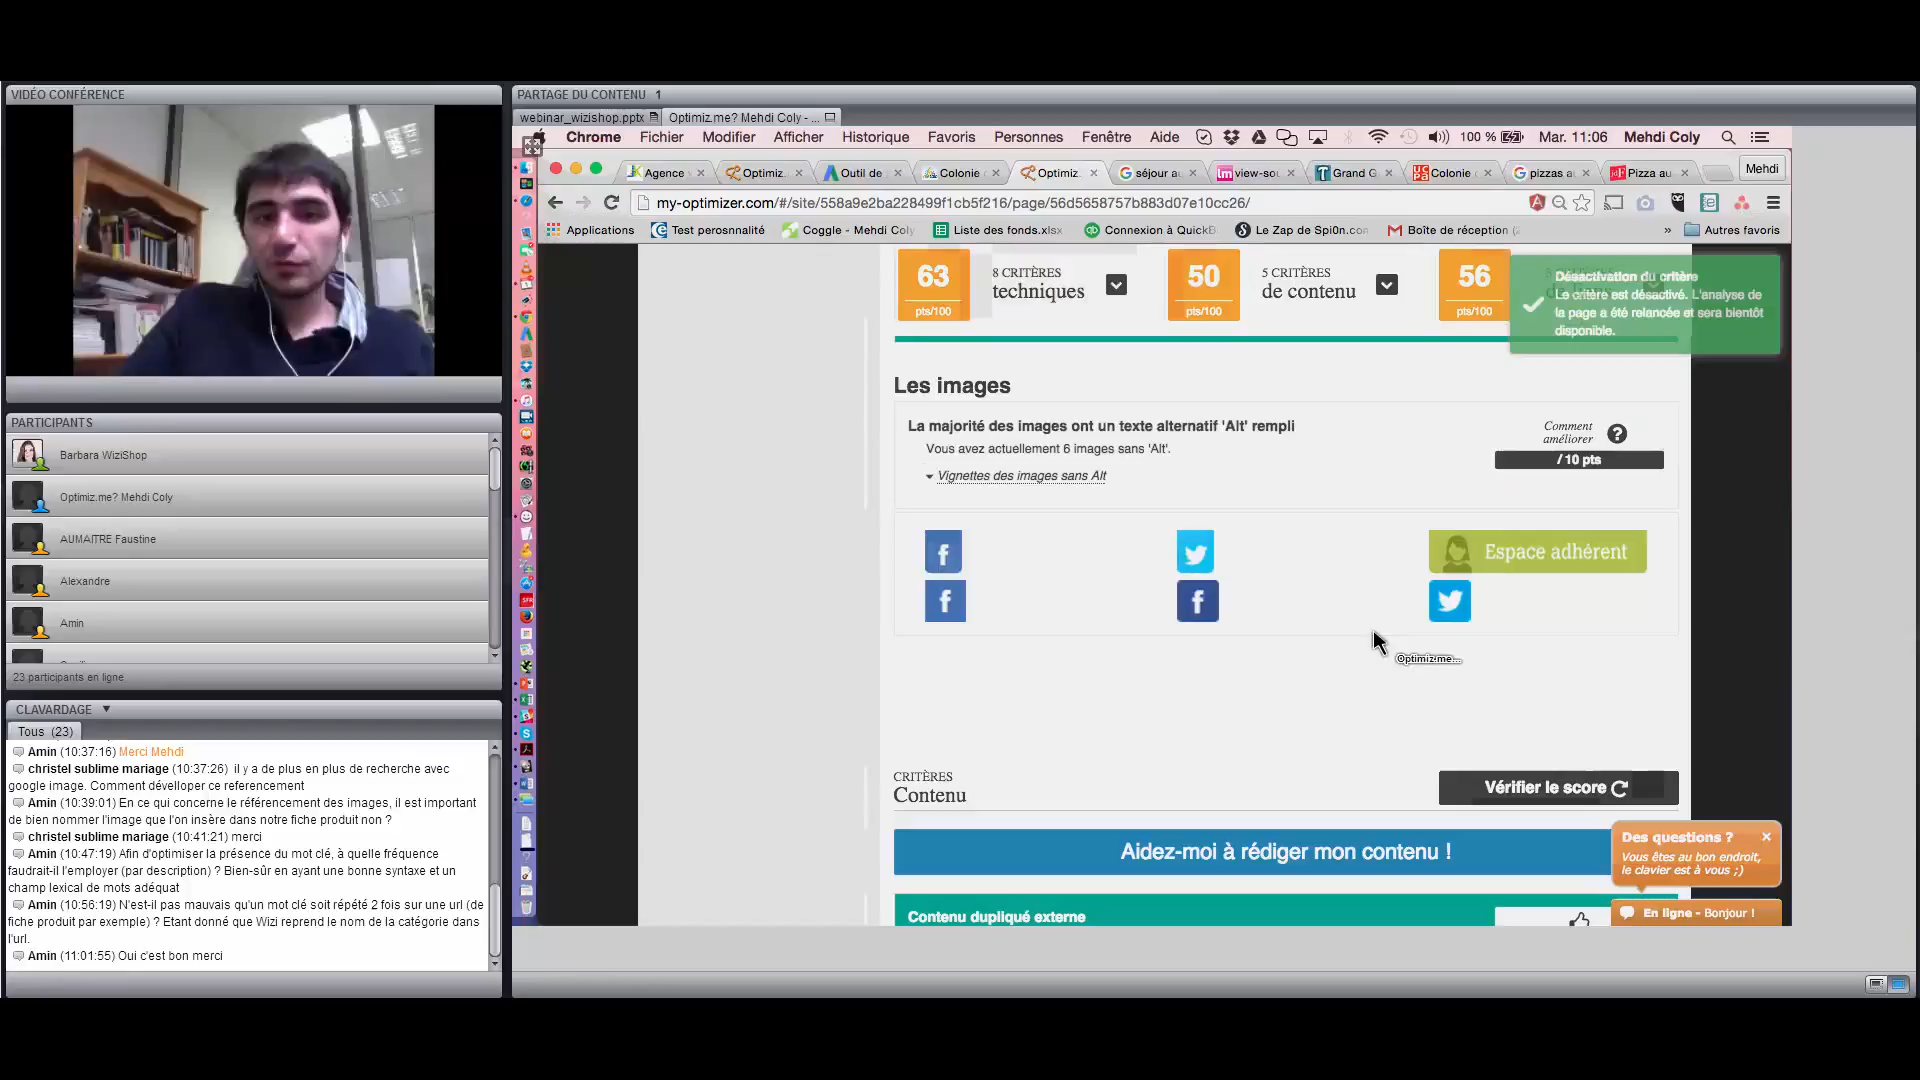 VIDÉO CONFÉRENCE
PARTICIPANTS
Barbara WiziShop
Optimiz.me? Mehdi Coly
AUMAITRE Faustine
Alexandre
Amin
23 participants en ligne
CLAVARDAGE
Tous (23)
Amin (10:37:16) Merci Mehdi
christel sublime mariage (10:37:26) il y a de plus en plus de recherche avec
google image. Comment dévelloper ce referencement
Amin (10:39:01) En ce qui concerne le référencement des images, il est important
de bien nommer l'image que l'on insère dans notre fiche produit non ?
christel sublime mariage (10:41:21) merci
Amin (10:47:19) Afin d'optimiser la présence du mot clé, à quelle fréquence
faudrait-il l'employer (par description) ? Bien-sûr en ayant une bonne syntaxe et un
champ lexical de mots adéquat
Amin (10:56:19) N'est-il pas mauvais qu'un mot clé soit répété 2 fois sur une url (de
fiche produit par exemple) ? Etant donné que Wizi reprend le nom de la catégorie dans
l'url.
Amin (11:01:55) Oui c'est bon merci
PARTAGE DU CONTENU 1
webinar_wizishop.pptx Optimiz.me? Mehdi Coly - ...
Chrome Fichier Modifier Afficher Historique Favoris Personnes Fenêtre Aide 100 % Mar. 11:06 Mehdi Coly
Agence Optimiz. Outil de Colonie Optimiz. séjour au view-sou Grand G Colonie pizzas au Pizza au Mehdi
my-optimizer.com/#/site/558a9e2ba228499f1cb5f216/page/56d5658757b883d07e10cc26/
Applications Test perosnnalité Coggle - Mehdi Coly Liste des fonds.xlsx Connexion à QuickB Le Zap de Spi0n.com Boîte de réception (2 » Autres favoris
63 pts/100 8 CRITÈRES techniques
50 pts/100 5 CRITÈRES de contenu
56 pts/100
Désactivation du critère
Le critère est désactivé. L'analyse de
la page a été relancée et sera bientôt
disponible.
Les images
La majorité des images ont un texte alternatif 'Alt' rempli
Vous avez actuellement 6 images sans 'Alt'.
Vignettes des images sans Alt
Comment
améliorer ?
/ 10 pts
Espace adhérent
Optimiz.me...
CRITÈRES
Contenu
Vérifier le score
Aidez-moi à rédiger mon contenu !
Contenu dupliqué externe
Des questions ?
Vous êtes au bon endroit,
le clavier est à vous ;)
En ligne - Bonjour !